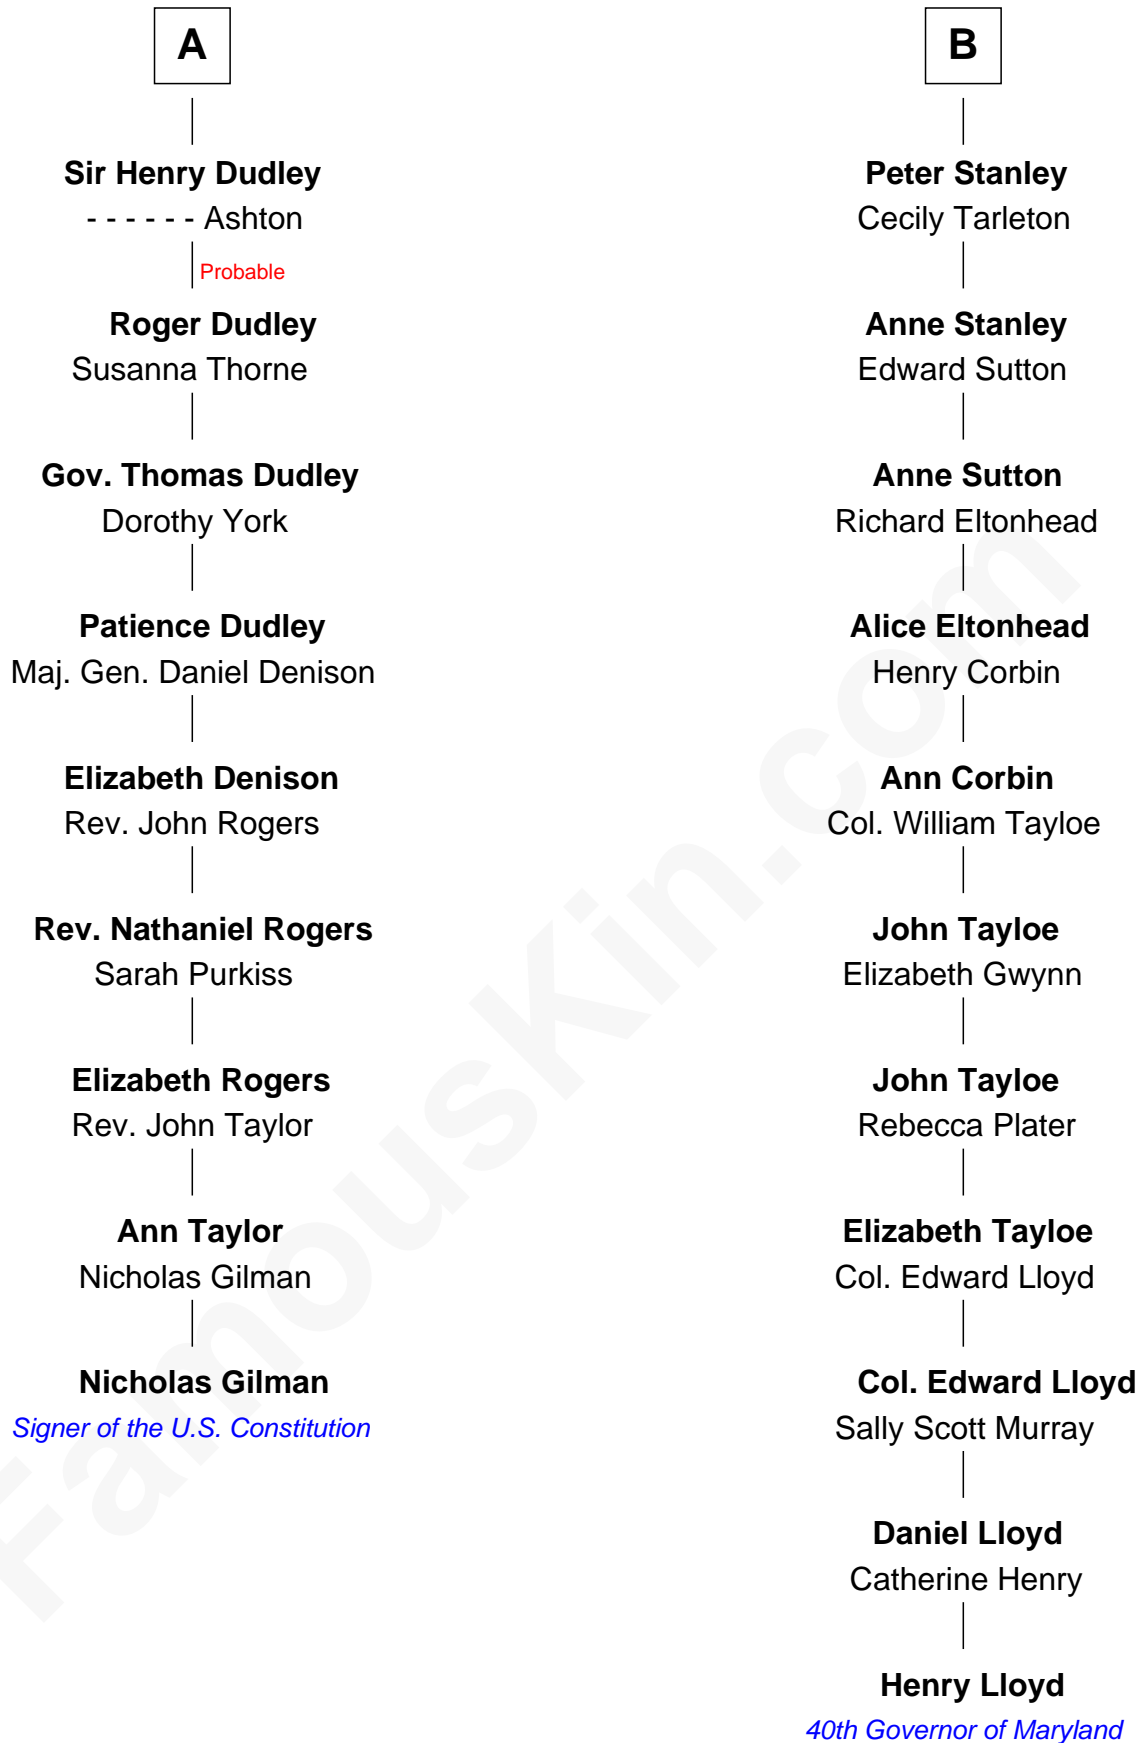 A
Sir Henry Dudley
- - - - - - Ashton
Probable
Roger Dudley
Susanna Thorne
Gov. Thomas Dudley
Dorothy York
Patience Dudley
Maj. Gen. Daniel Denison
Elizabeth Denison
Rev. John Rogers
Rev. Nathaniel Rogers
Sarah Purkiss
Elizabeth Rogers
Rev. John Taylor
Ann Taylor
Nicholas Gilman
Nicholas Gilman
Signer of the U.S. Constitution
B
Peter Stanley
Cecily Tarleton
Anne Stanley
Edward Sutton
Anne Sutton
Richard Eltonhead
Alice Eltonhead
Henry Corbin
Ann Corbin
Col. William Tayloe
John Tayloe
Elizabeth Gwynn
John Tayloe
Rebecca Plater
Elizabeth Tayloe
Col. Edward Lloyd
Col. Edward Lloyd
Sally Scott Murray
Daniel Lloyd
Catherine Henry
Henry Lloyd
40th Governor of Maryland
FamousKin.com